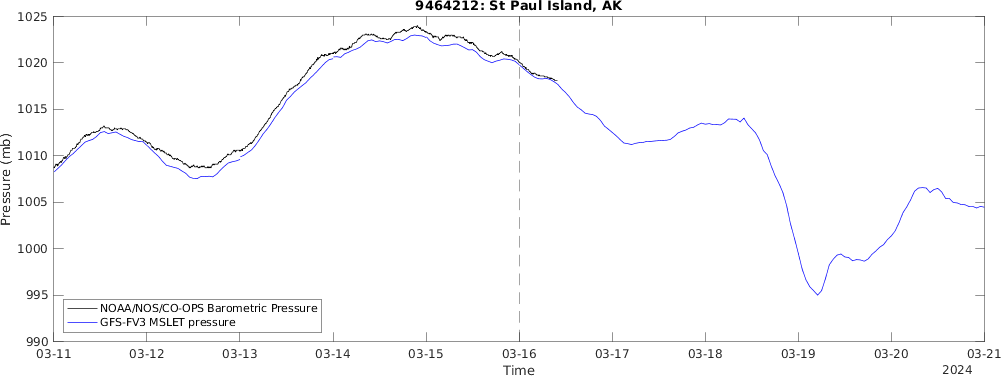 9464212: St Paul Island, AK
1025
1020
1015
1010
1005
1000
995
990
Pressure (mb)
NOAA/NOS/CO-OPS Barometric Pressure
GFS-FV3 MSLET pressure
03-11 03-12 03-13 03-14 03-15 03-16 03-17 03-18 03-19 03-20 03-21
Time
2024